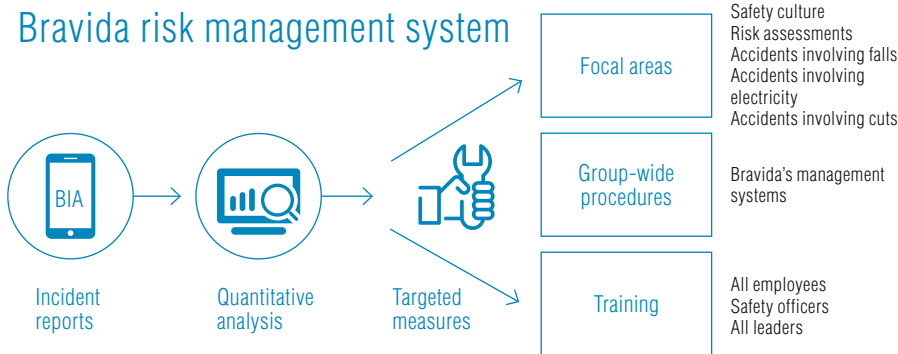 Bravida risk management system
BIA
Incident
reports
Quantitative
analysis
Targeted
measures
Focal areas
Safety culture
Risk assessments
Accidents involving falls
Accidents involving
electricity
Accidents involving cuts
Group-wide
procedures
Bravida's management
systems
Training
All employees
Safety officers
All leaders